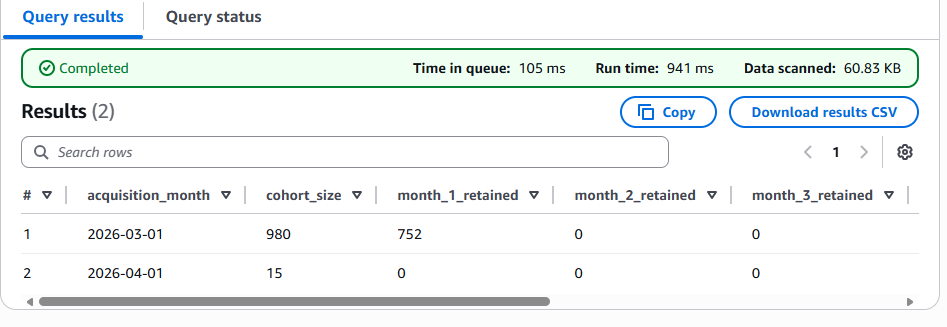 Query results Query status
Completed Time in queue: 105 ms Run time: 941 ms Data scanned: 60.83 KB
Results (2) Copy Download results CSV
Search rows 1
# acquisition_month cohort_size month_1_retained month_2_retained month_3_retained
1 2026-03-01 980 752 0 0
2 2026-04-01 15 0 0 0